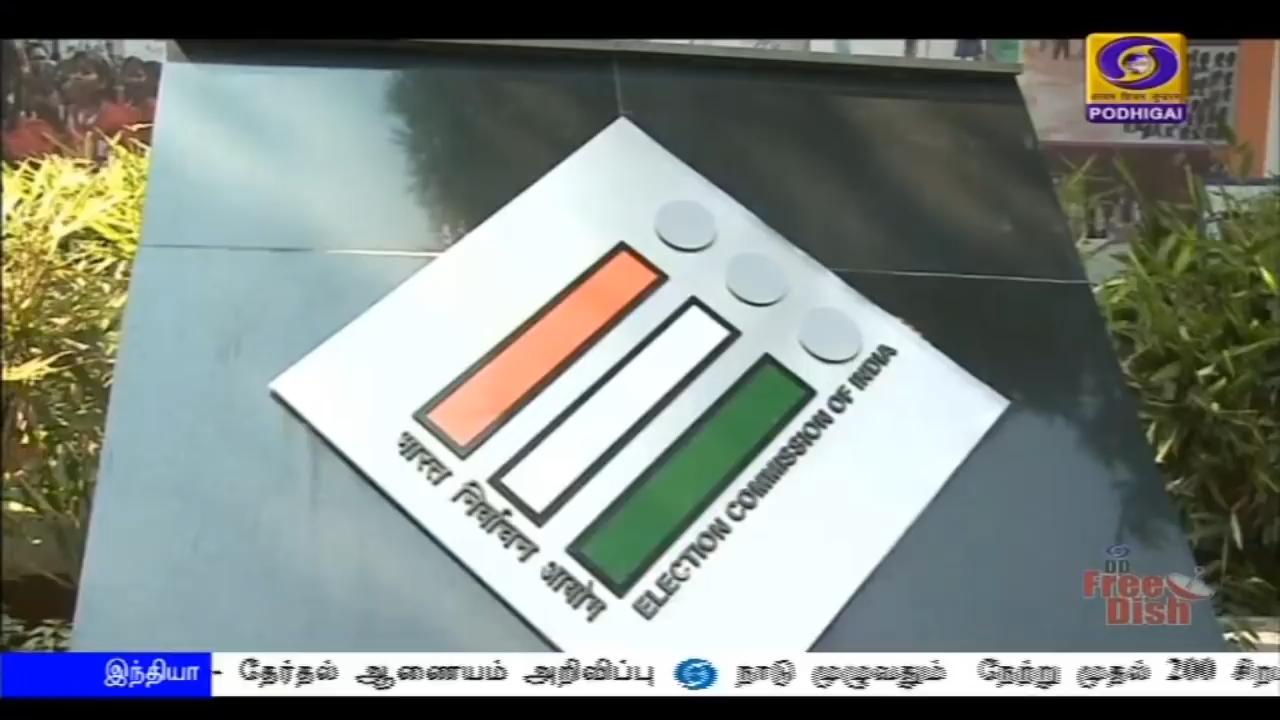 PODHIGAI
भारत निर्वाचन आयोग
ELECTION COMMISSION OF INDIA
DD
Free
Dish
இந்தியா - தேர்தல் ஆணையம் அறிவிப்பு நாடு முழுவதும் நேற்று முதல் 200